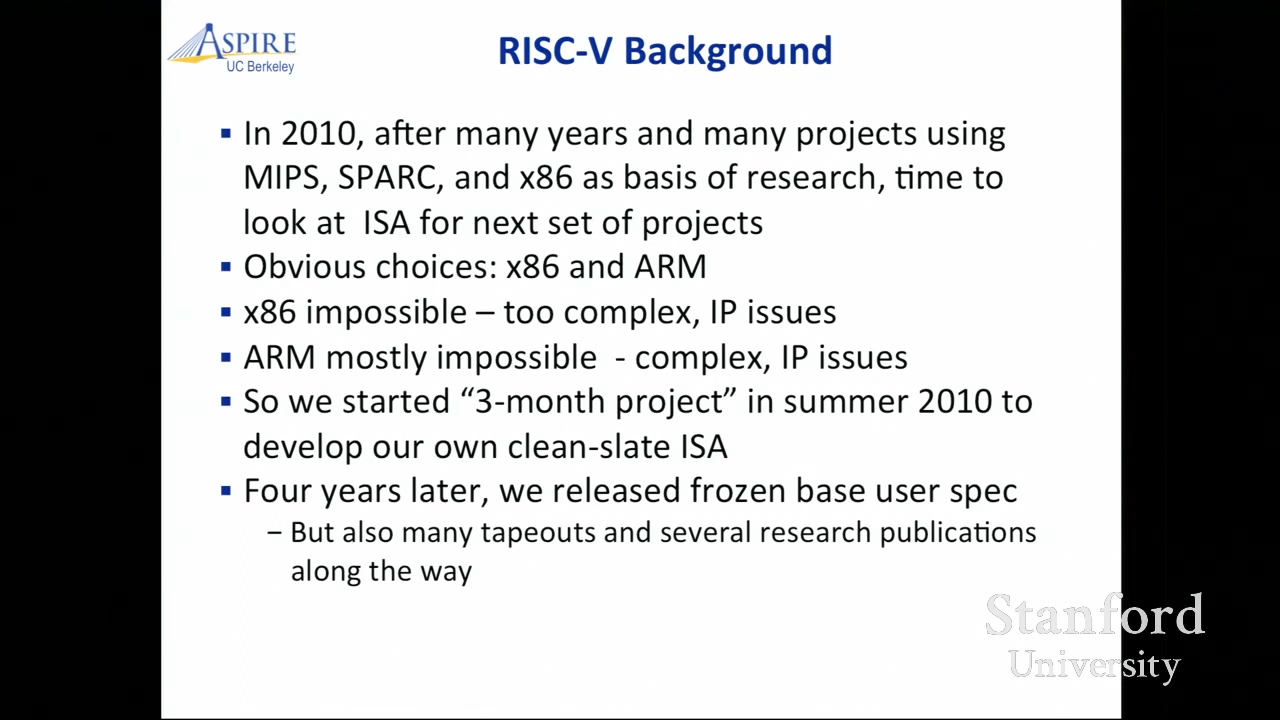 ASPIRE
UC Berkeley
RISC-V Background
▪ In 2010, after many years and many projects using
MIPS, SPARC, and x86 as basis of research, time to
look at ISA for next set of projects
▪ Obvious choices: x86 and ARM
▪ x86 impossible – too complex, IP issues
▪ ARM mostly impossible - complex, IP issues
▪ So we started “3-month project” in summer 2010 to
develop our own clean-slate ISA
▪ Four years later, we released frozen base user spec
– But also many tapeouts and several research publications
along the way
Stanford
University